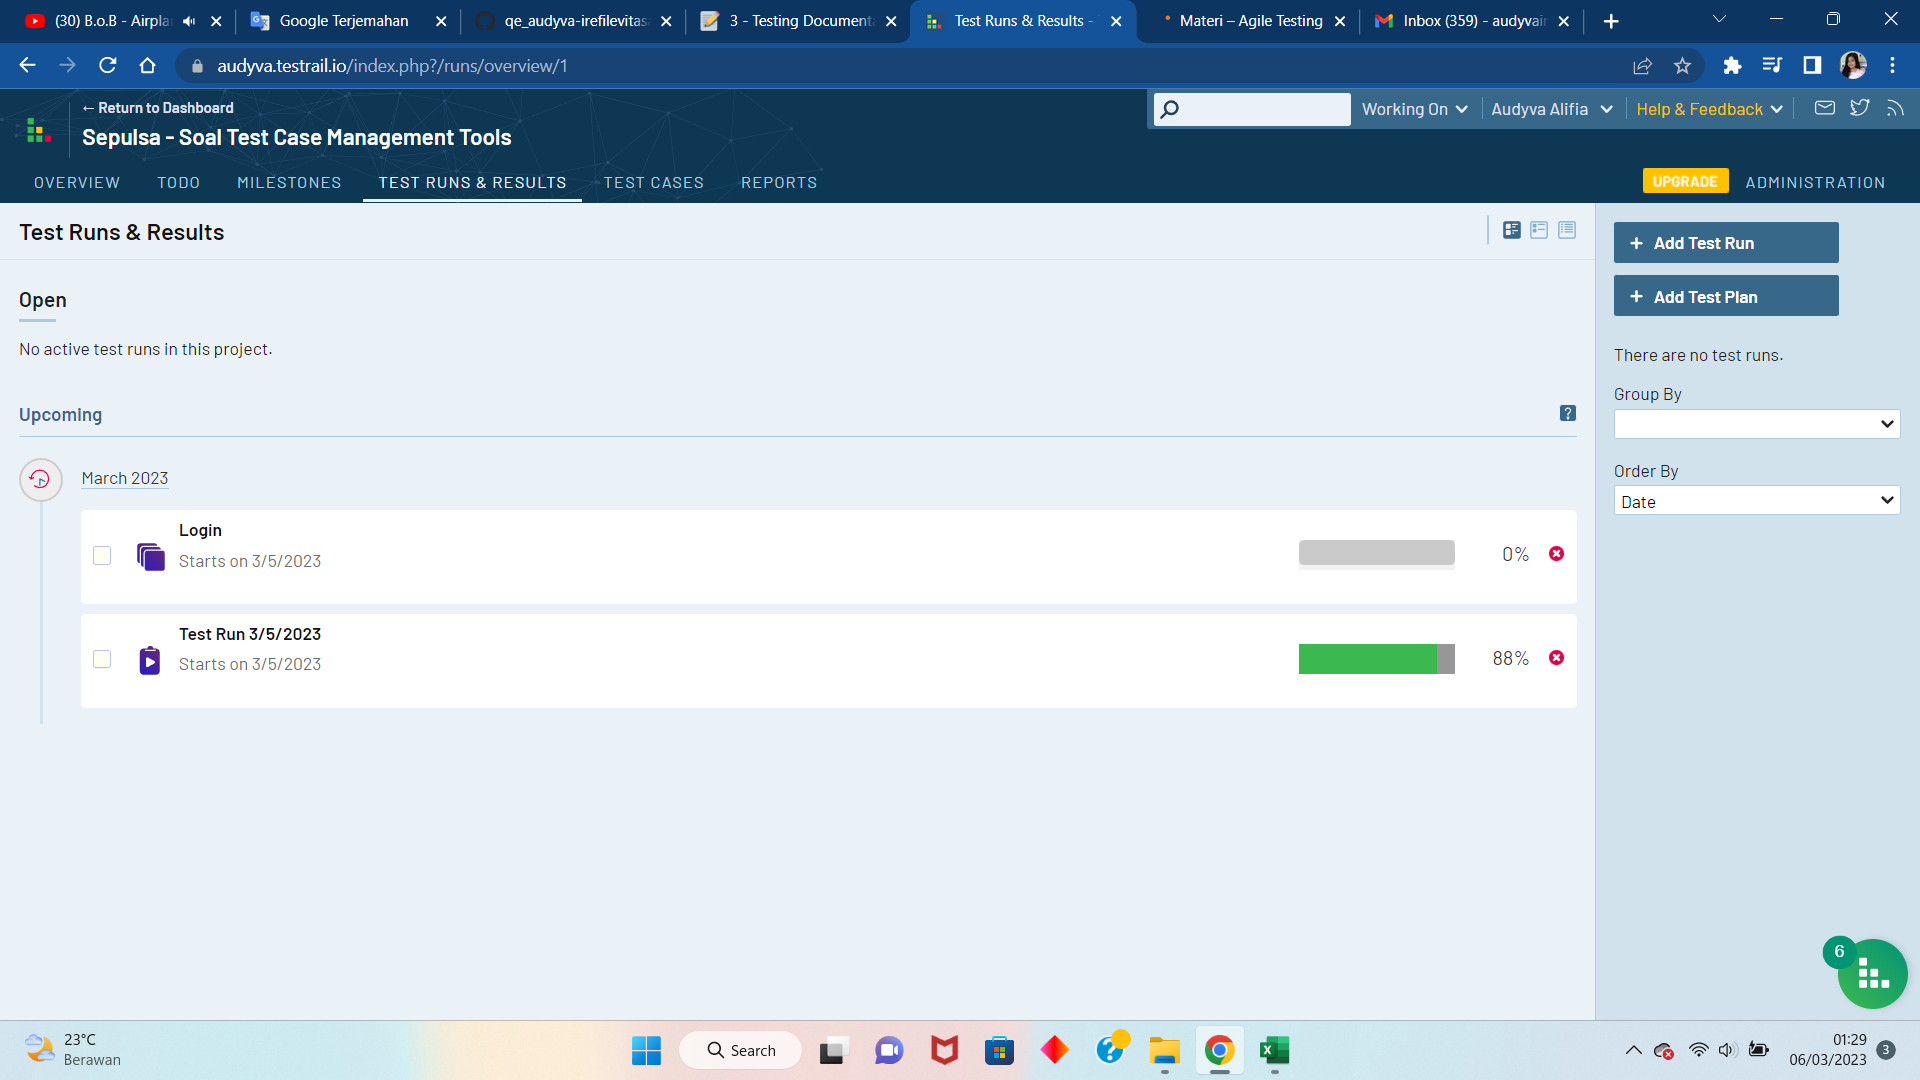 (30) B.o.B - Airpla
Google Terjemahan
qe_audyva-irefilevitasa
3 - Testing Documenta
Test Runs & Results -
Materi – Agile Testing
Inbox (359) - audyvair
audyva.testrail.io/index.php?/runs/overview/1
← Return to Dashboard
Sepulsa - Soal Test Case Management Tools
Working On
Audyva Alifia
Help & Feedback
OVERVIEW
TODO
MILESTONES
TEST RUNS & RESULTS
TEST CASES
REPORTS
UPGRADE
ADMINISTRATION
Test Runs & Results
+ Add Test Run
+ Add Test Plan
Open
No active test runs in this project.
There are no test runs.
Group By
Upcoming
?
Order By
Date
March 2023
Login
Starts on 3/5/2023
0%
Test Run 3/5/2023
Starts on 3/5/2023
88%
6
23°C
Berawan
Search
01:29
06/03/2023
3